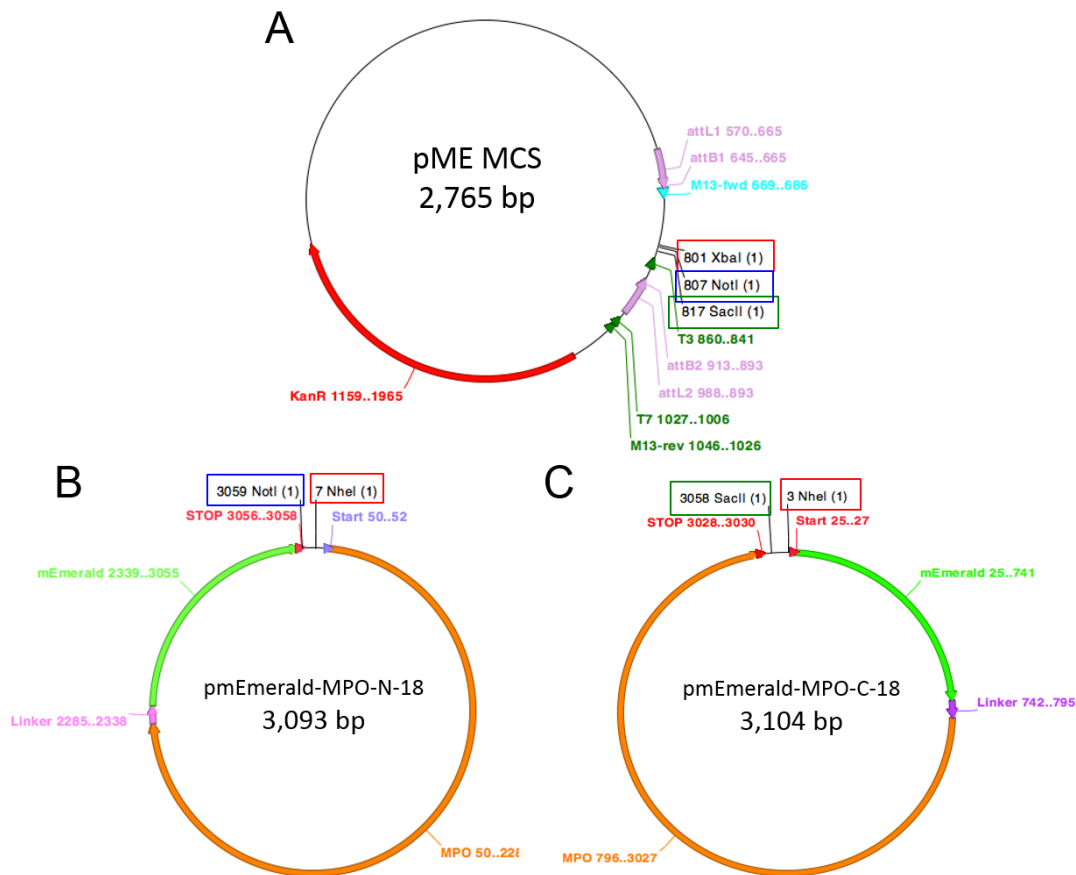 A
pME MCS
2,765 bp
attL1 570..665
attB1 645..665
M13-fwd 669..686
801 XbaI (1)
807 NotI (1)
817 SacII (1)
T3 860..841
attB2 913..893
attL2 988..893
T7 1027..1006
M13-rev 1046..1026
KanR 1159..1965
B
3059 NotI (1)
7 NheI (1)
STOP 3056..3058
Start 50..52
mEmerald 2339..3055
pmEmerald-MPO-N-18
3,093 bp
Linker 2285..2338
MPO 50..228
C
3058 SacII (1)
3 NheI (1)
STOP 3028..3030
Start 25..27
mEmerald 25..741
pmEmerald-MPO-C-18
3,104 bp
Linker 742..795
MPO 796..3027